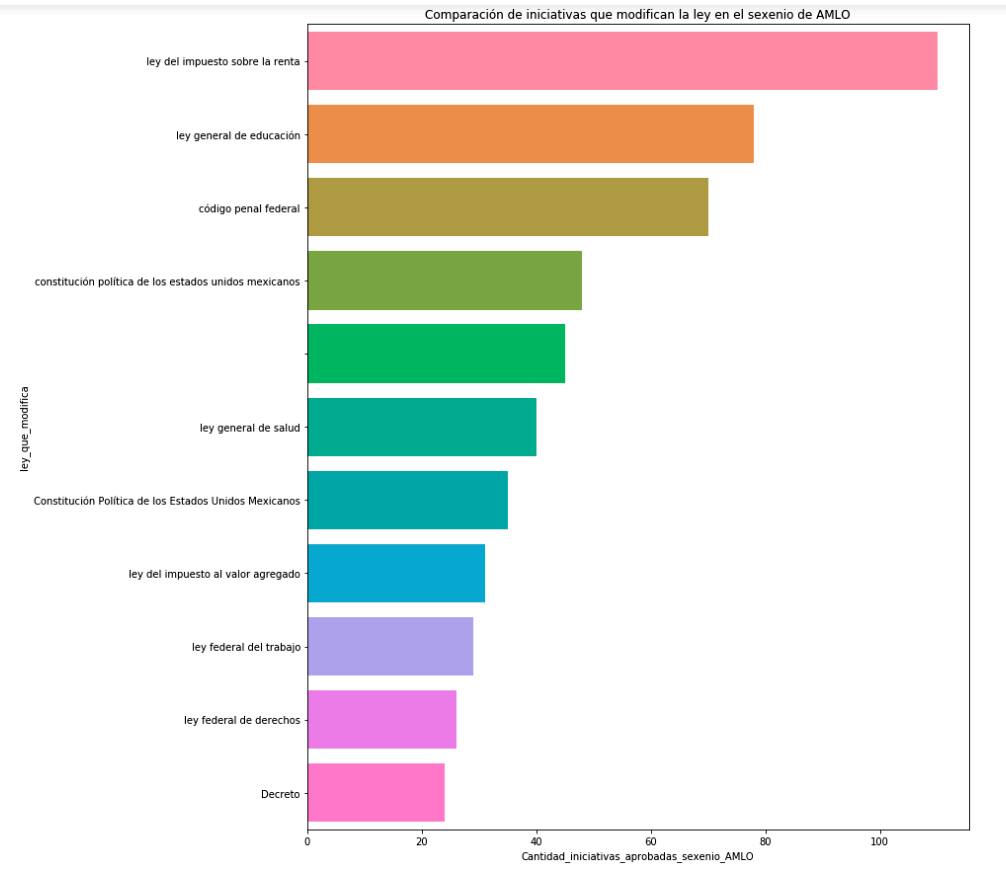 Comparación de iniciativas que modifican la ley en el sexenio de AMLO
ley del impuesto sobre la renta
ley general de educación
código penal federal
constitución política de los estados unidos mexicanos
ley general de salud
Constitución Política de los Estados Unidos Mexicanos
ley del impuesto al valor agregado
ley federal del trabajo
ley federal de derechos
Decreto
ley_que_modifica
0 20 40 60 80 100
Cantidad_iniciativas_aprobadas_sexenio_AMLO